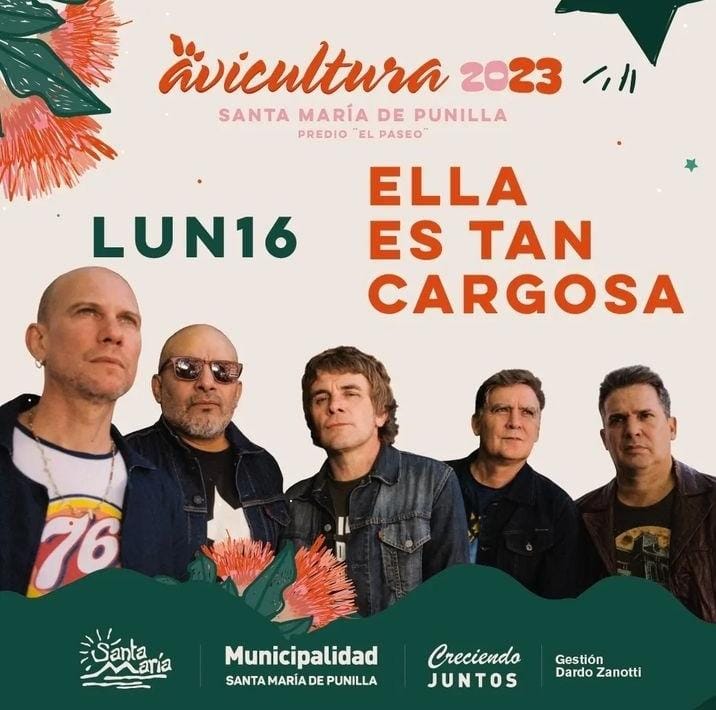 avicultura 2023
SANTA MARÍA DE PUNILLA
PREDIO ¨EL PASEO¨
LUN16
ELLA
ES TAN
CARGOSA
76
Santa
María
Municipalidad
SANTA MARÍA DE PUNILLA
Creciendo
JUNTOS
Gestión
Dardo Zanotti